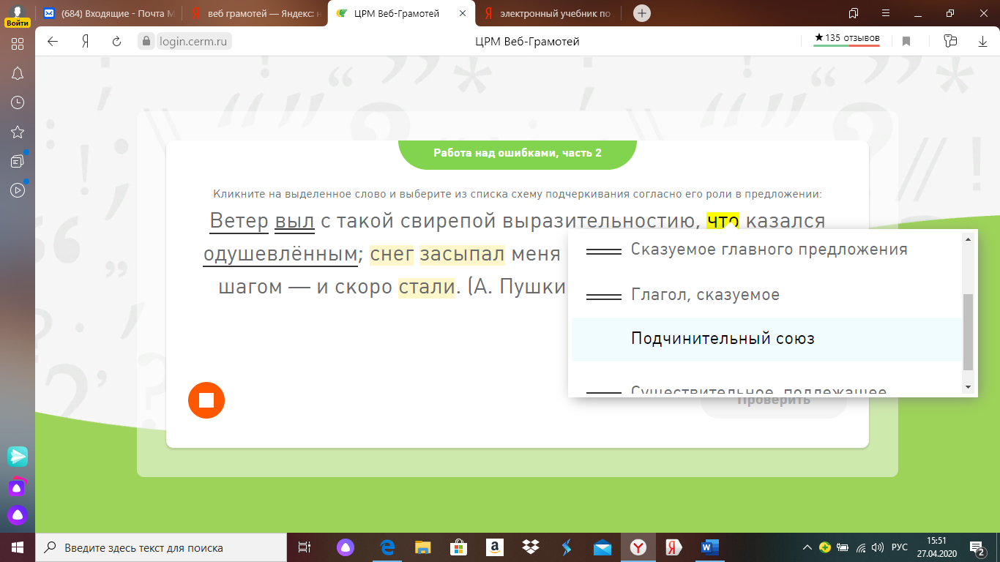 Войти
(684) Входящие - Почта М
веб грамотей — Яндекс: н
ЦРМ Веб-Грамотей
электронный учебник по
login.cerm.ru
ЦРМ Веб-Грамотей
★135 отзывов
Работа над ошибками, часть 2
Кликните на выделенное слово и выберите из списка схему подчеркивания согласно его роли в предложении:
Ветер выл с такой свирепой выразительностию, что казался
одушевлённым; снег засыпал меня
шагом — и скоро стали. (А. Пушки
Сказуемое главного предложения
Глагол, сказуемое
Подчинительный союз
Существительное, подлежащее
Проверить
Введите здесь текст для поиска
РУС
15:51
27.04.2020
2